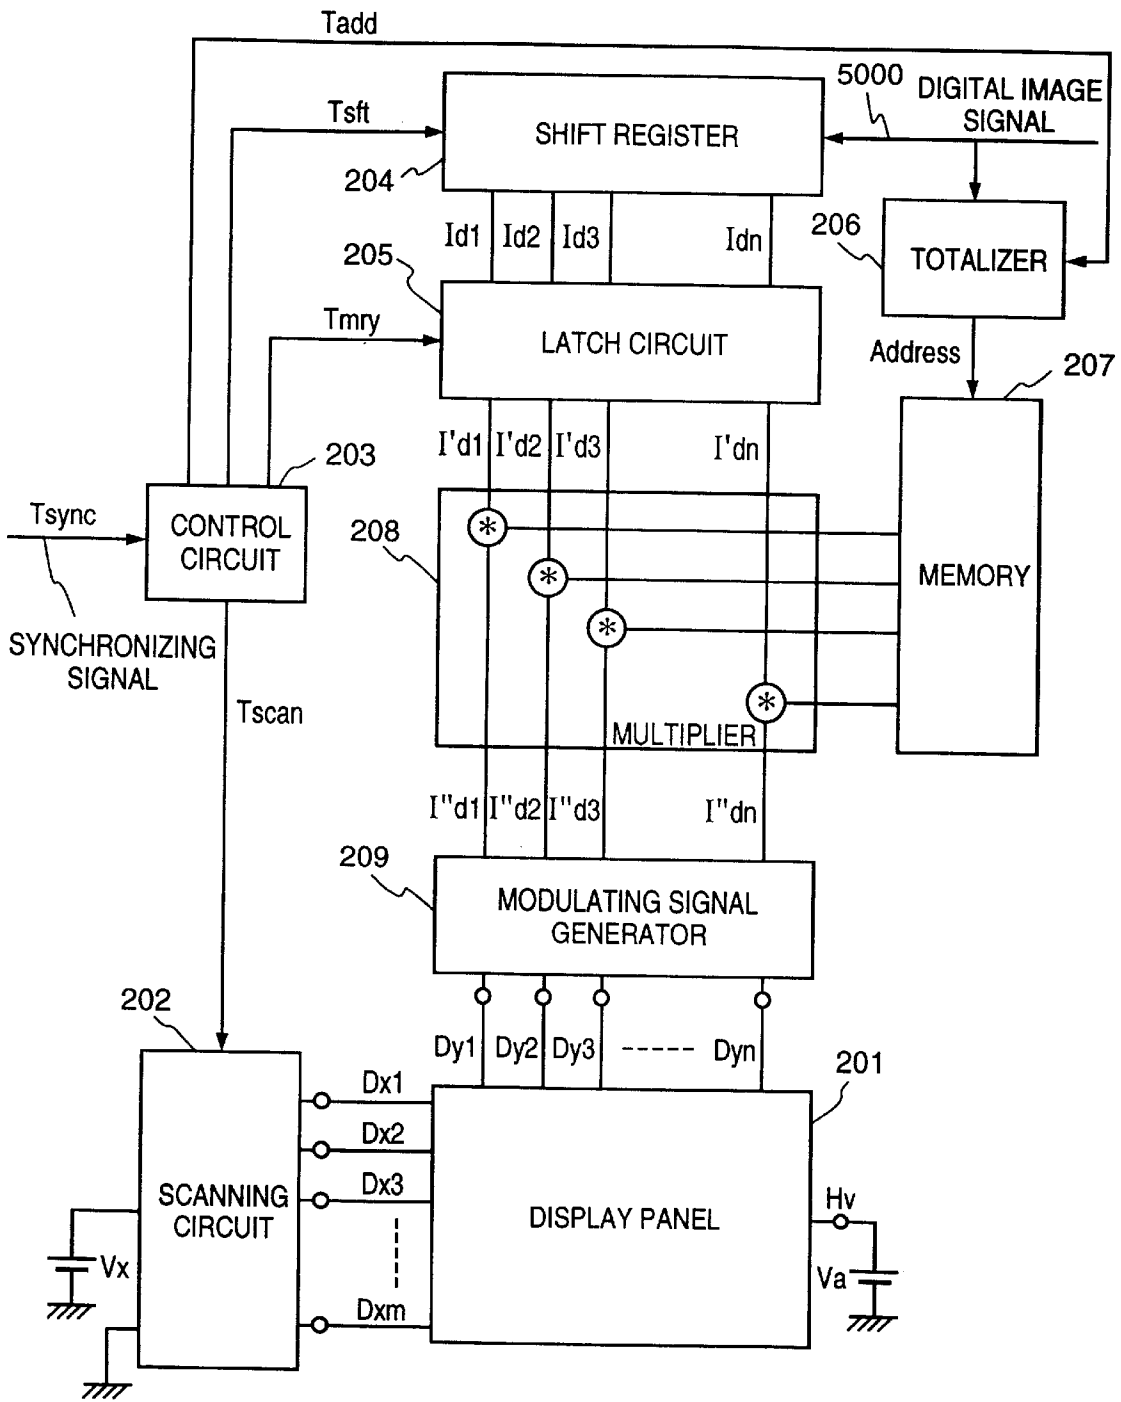 Tadd
5000
DIGITAL IMAGE
SIGNAL
Tsft
SHIFT REGISTER
204
206
Id1 Id2 Id3 Idn
205
TOTALIZER
Tmry
LATCH CIRCUIT
Address
207
I'd1 I'd2 I'd3 I'dn
203
Tsync
CONTROL
CIRCUIT
208
* * * *
MEMORY
SYNCHRONIZING
SIGNAL
Tscan
MULTIPLIER
I"d1 I"d2 I"d3 I"dn
209
MODULATING SIGNAL
GENERATOR
202
Dy1 Dy2 Dy3 ----- Dyn
201
Dx1
Dx2
SCANNING
CIRCUIT
Dx3
DISPLAY PANEL
Hv
Vx
Va
Dxm